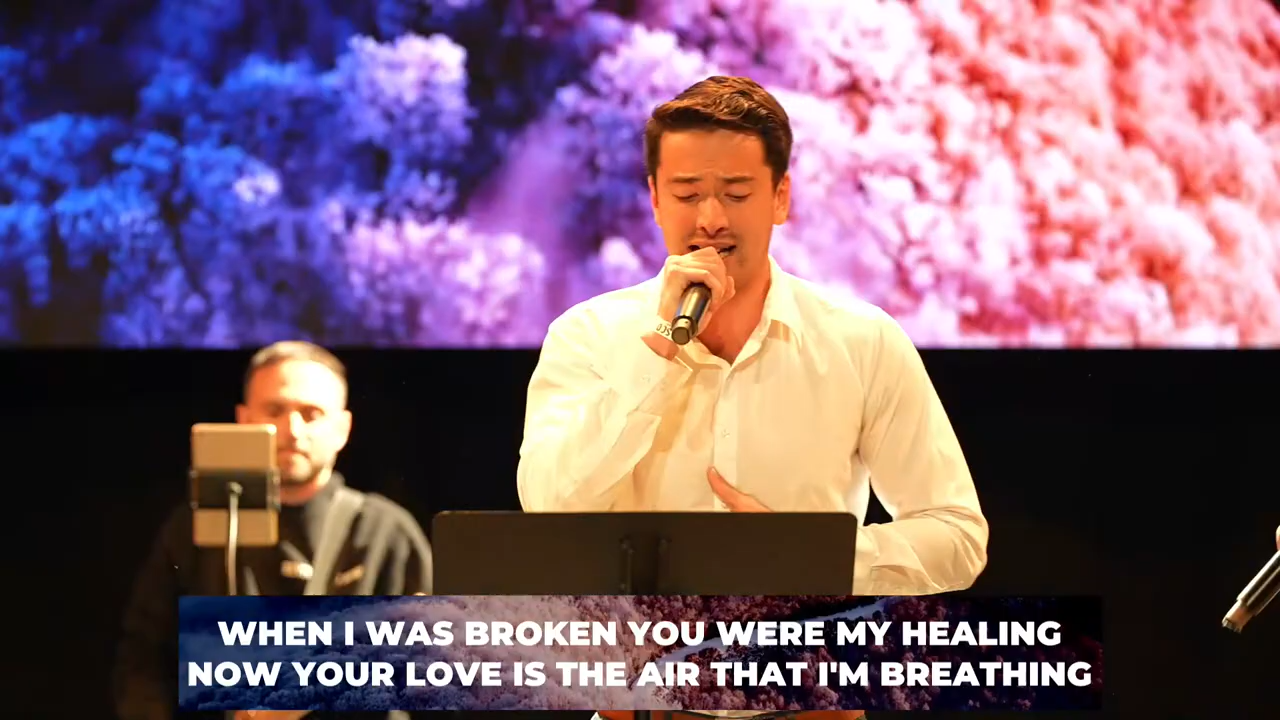 WHEN I WAS BROKEN YOU WERE MY HEALING
NOW YOUR LOVE IS THE AIR THAT I'M BREATHING